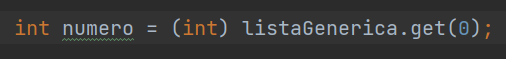 int numero = (int) listaGenerica.get(0);